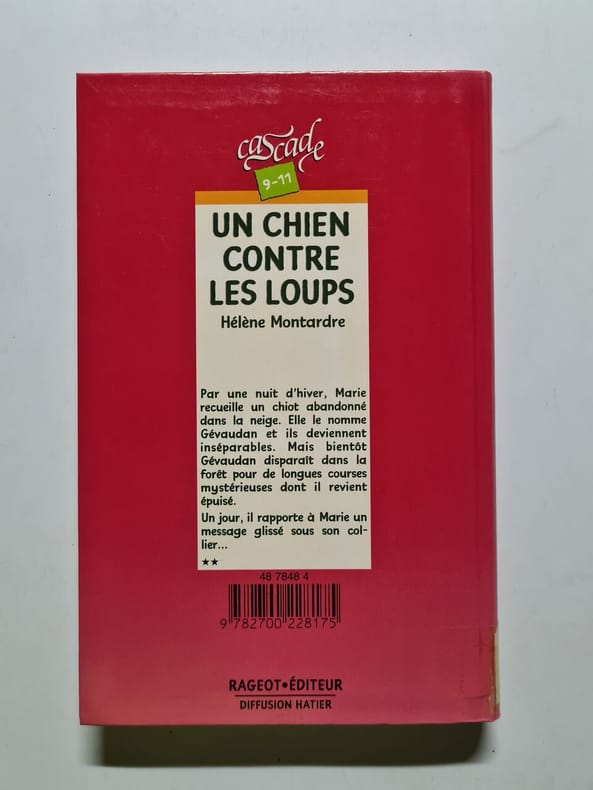 cascade
9-11
UN CHIEN
CONTRE
LES LOUPS
Hélène Montardre
Par une nuit d'hiver, Marie
recueille un chiot abandonné
dans la neige. Elle le nomme
Gévaudan et ils deviennent
inséparables. Mais bientôt
Gévaudan disparaît dans la
forêt pour de longues courses
mystérieuses dont il revient
épuisé.
Un jour, il rapporte à Marie un
message glissé sous son col-
lier...
★★
48 7848 4
9 782700 228175
RAGEOT•ÉDITEUR
DIFFUSION HATIER